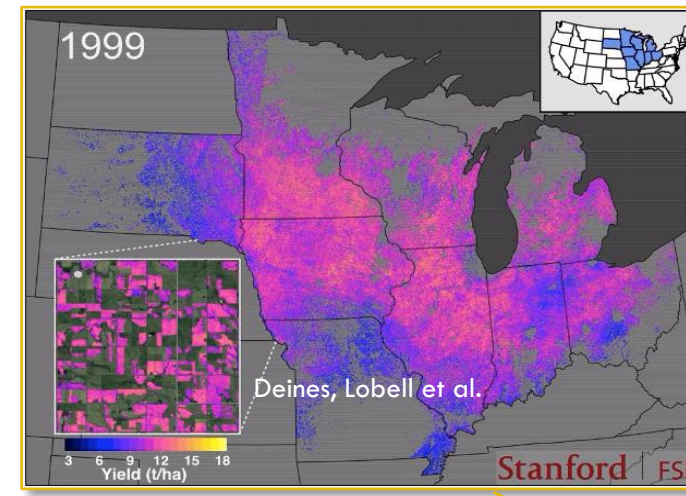 1999
Deines, Lobell et al.
3 6 9 12 15 18
Yield (t/ha)
Stanford FS